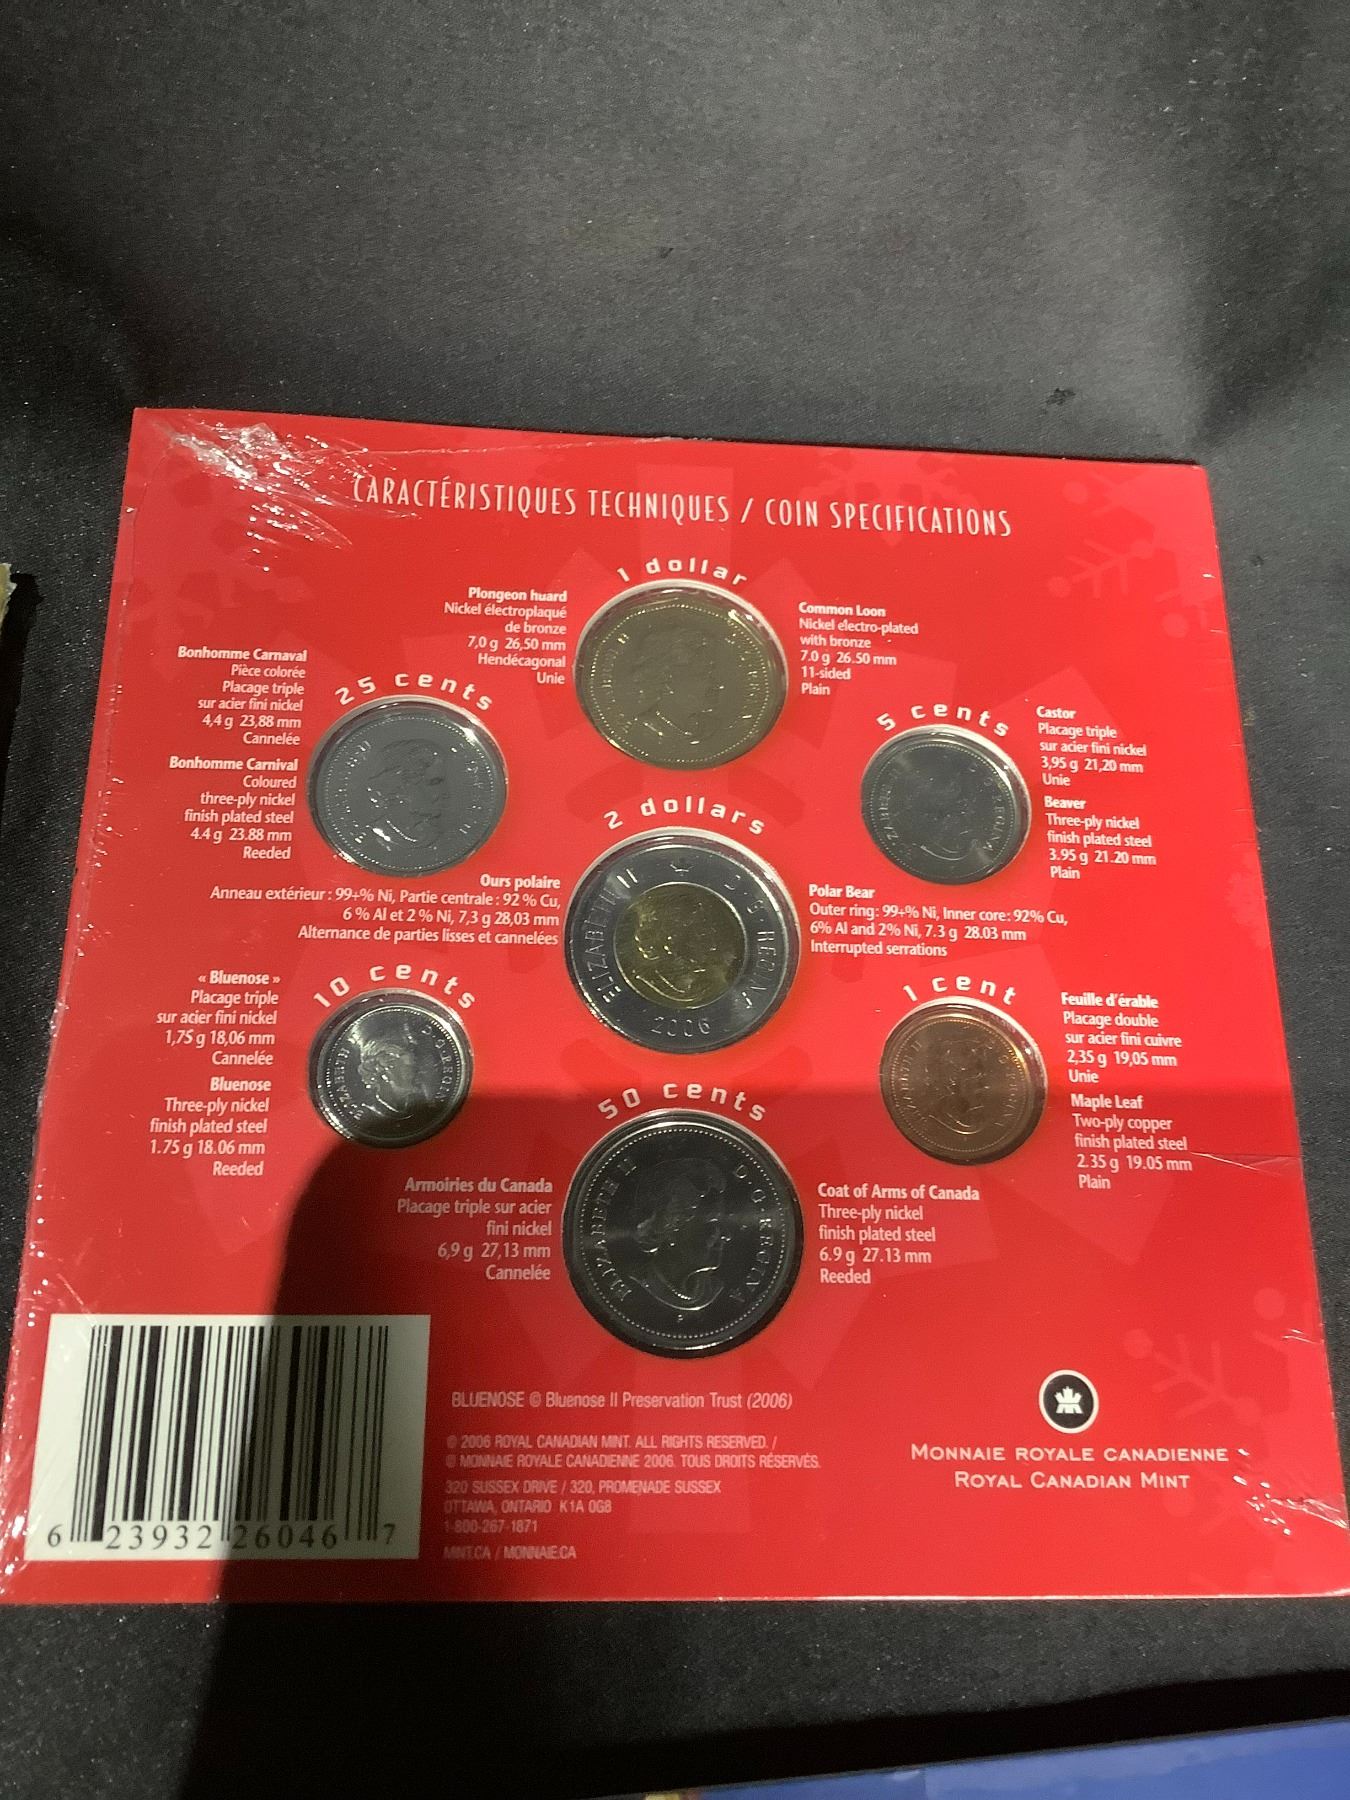 CARACTÉRISTIQUES TECHNIQUES / COIN SPECIFICATIONS
1 dollar
Plongeon huard
Nickel électroplaqué
de bronze
7,0 g 26,50 mm
Hendécagonal
Unie
Common Loon
Nickel electro-plated
with bronze
7.0 g 26.50 mm
11-sided
Plain
25 cents
Bonhomme Carnaval
Pièce colorée
Placage triple
sur acier fini nickel
4,4 g 23,88 mm
Cannelée
Bonhomme Carnival
Coloured
three-ply nickel
finish plated steel
4.4 g 23.88 mm
Reeded
5 cents
ELIZABETH II
D·G·REGINA
Castor
Placage triple
sur acier fini nickel
3,95 g 21,20 mm
Unie
Beaver
Three-ply nickel
finish plated steel
3.95 g 21.20 mm
Plain
2 dollars
ELIZABETH II
D·G·REGINA
2006
Ours polaire
Anneau extérieur : 99+% Ni, Partie centrale : 92 % Cu,
6 % Al et 2 % Ni, 7,3 g 28,03 mm
Alternance de parties lisses et cannelées
Polar Bear
Outer ring: 99+% Ni, Inner core: 92% Cu,
6% Al and 2% Ni, 7.3 g 28.03 mm
Interrupted serrations
10 cents
ELIZABETH II
D·G·REGINA
« Bluenose »
Placage triple
sur acier fini nickel
1,75 g 18,06 mm
Cannelée
Bluenose
Three-ply nickel
finish plated steel
1.75 g 18.06 mm
Reeded
1 cent
ELIZABETH II
D·G·REGINA
Feuille d'érable
Placage double
sur acier fini cuivre
2,35 g 19,05 mm
Unie
Maple Leaf
Two-ply copper
finish plated steel
2.35 g 19.05 mm
Plain
50 cents
ELIZABETH II
D·G·REGINA
P
Armoiries du Canada
Placage triple sur acier
fini nickel
6,9 g 27,13 mm
Cannelée
Coat of Arms of Canada
Three-ply nickel
finish plated steel
6.9 g 27.13 mm
Reeded
6 23932 26046 7
BLUENOSE © Bluenose II Preservation Trust (2006)
© 2006 ROYAL CANADIAN MINT. ALL RIGHTS RESERVED. /
© MONNAIE ROYALE CANADIENNE 2006. TOUS DROITS RÉSERVÉS.
320 SUSSEX DRIVE / 320, PROMENADE SUSSEX
OTTAWA, ONTARIO K1A 0G8
1-800-267-1871
MINT.CA / MONNAIE.CA
MONNAIE ROYALE CANADIENNE
ROYAL CANADIAN MINT